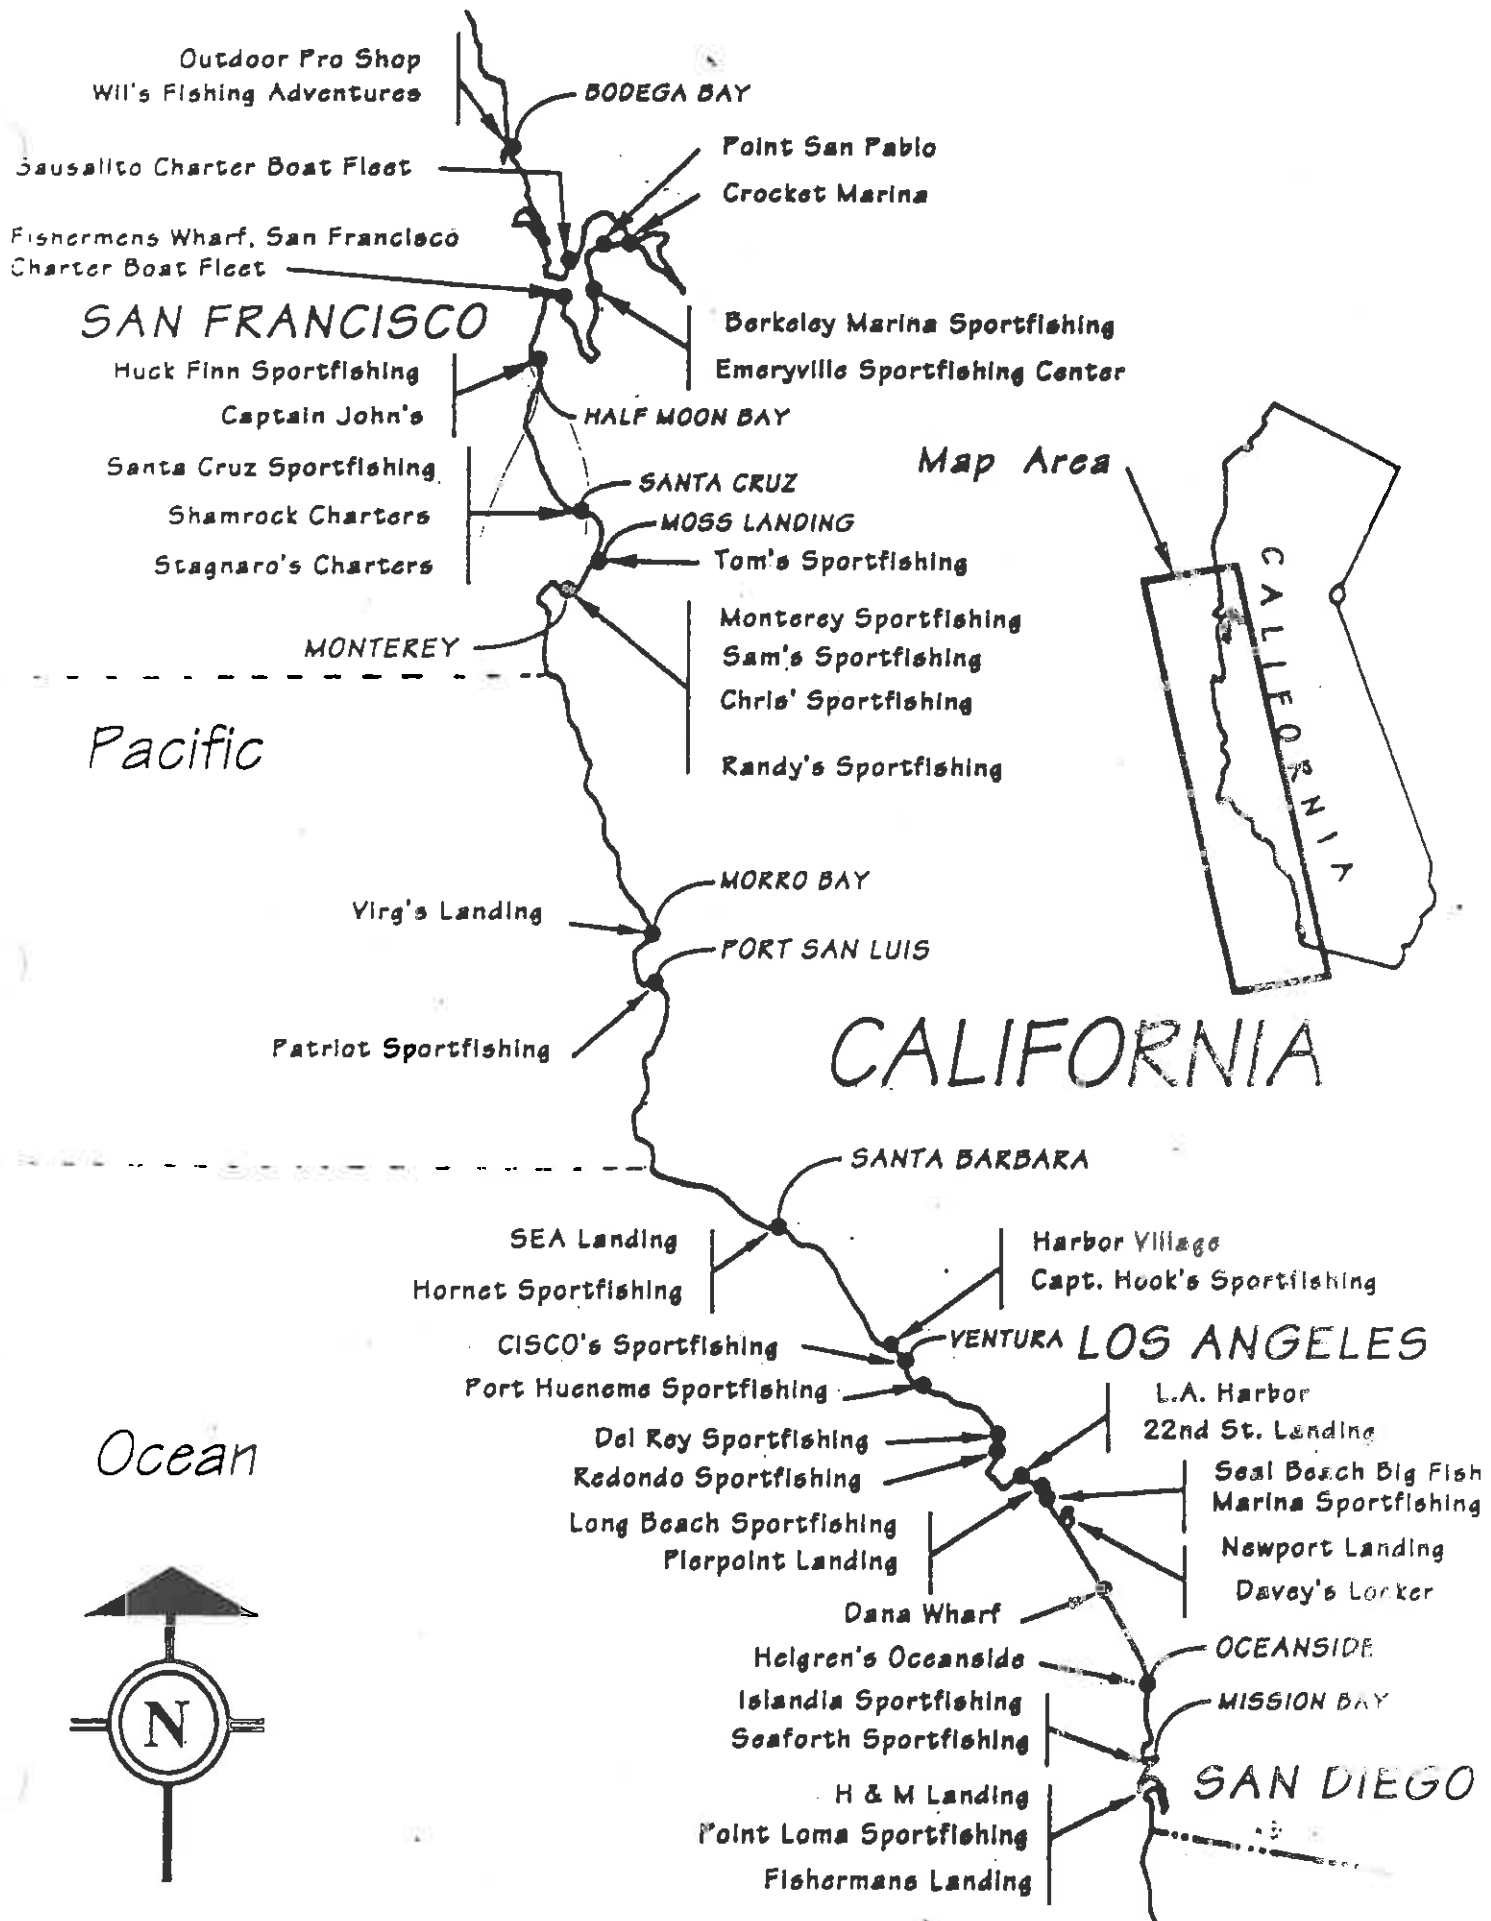 Outdoor Pro Shop
Wil's Fishing Adventures
BODEGA BAY
Point San Pablo
Sausalito Charter Boat Fleet
Crocket Marina
Fishermens Wharf, San Francisco
Charter Boat Fleet
SAN FRANCISCO
Berkeley Marina Sportfishing
Emeryville Sportfishing Center
Huck Finn Sportfishing
Captain John's
HALF MOON BAY
Map Area
Santa Cruz Sportfishing
Shamrock Charters
Stagnaro's Charters
SANTA CRUZ
MOSS LANDING
Tom's Sportfishing
CALIFORNIA
MONTEREY
Monterey Sportfishing
Sam's Sportfishing
Chris' Sportfishing
Randy's Sportfishing
Pacific
MORRO BAY
Virg's Landing
PORT SAN LUIS
Patriot Sportfishing
CALIFORNIA
SANTA BARBARA
SEA Landing
Hornet Sportfishing
Harbor Village
Capt. Hook's Sportfishing
CISCO's Sportfishing
VENTURA
LOS ANGELES
Port Hueneme Sportfishing
L.A. Harbor
22nd St. Landing
Del Rey Sportfishing
Redondo Sportfishing
Ocean
Seal Beach Big Fish
Marina Sportfishing
Long Beach Sportfishing
Pierpoint Landing
Newport Landing
Davey's Locker
Dana Wharf
Helgren's Oceanside
OCEANSIDE
Islandia Sportfishing
Seaforth Sportfishing
MISSION BAY
N
SAN DIEGO
H & M Landing
Point Loma Sportfishing
Fishermans Landing